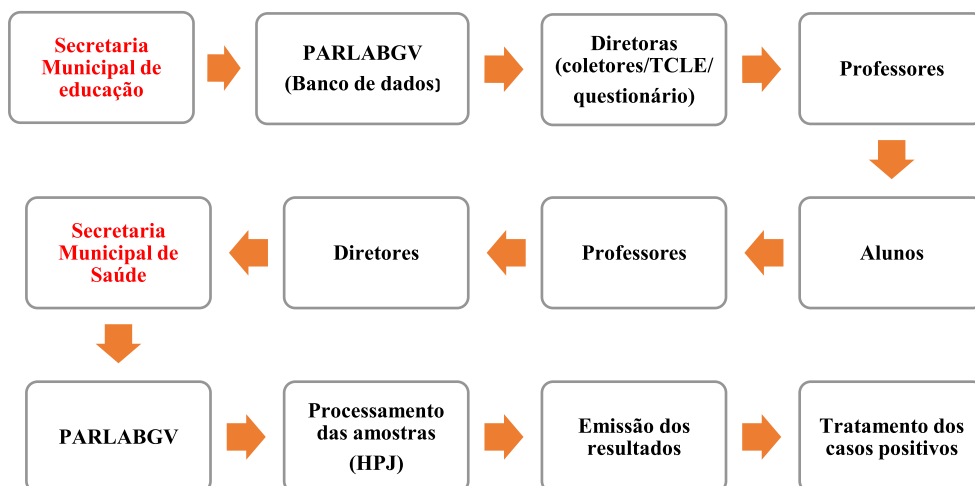 Secretaria
Municipal de
educação
PARLABGV
(Banco de dados)
Diretoras
(coletores/TCLE/
questionário)
Professores
Secretaria
Municipal de
Saúde
Diretores
Professores
Alunos
PARLABGV
Processamento
das amostras
(HPJ)
Emissão dos
resultados
Tratamento dos
casos positivos